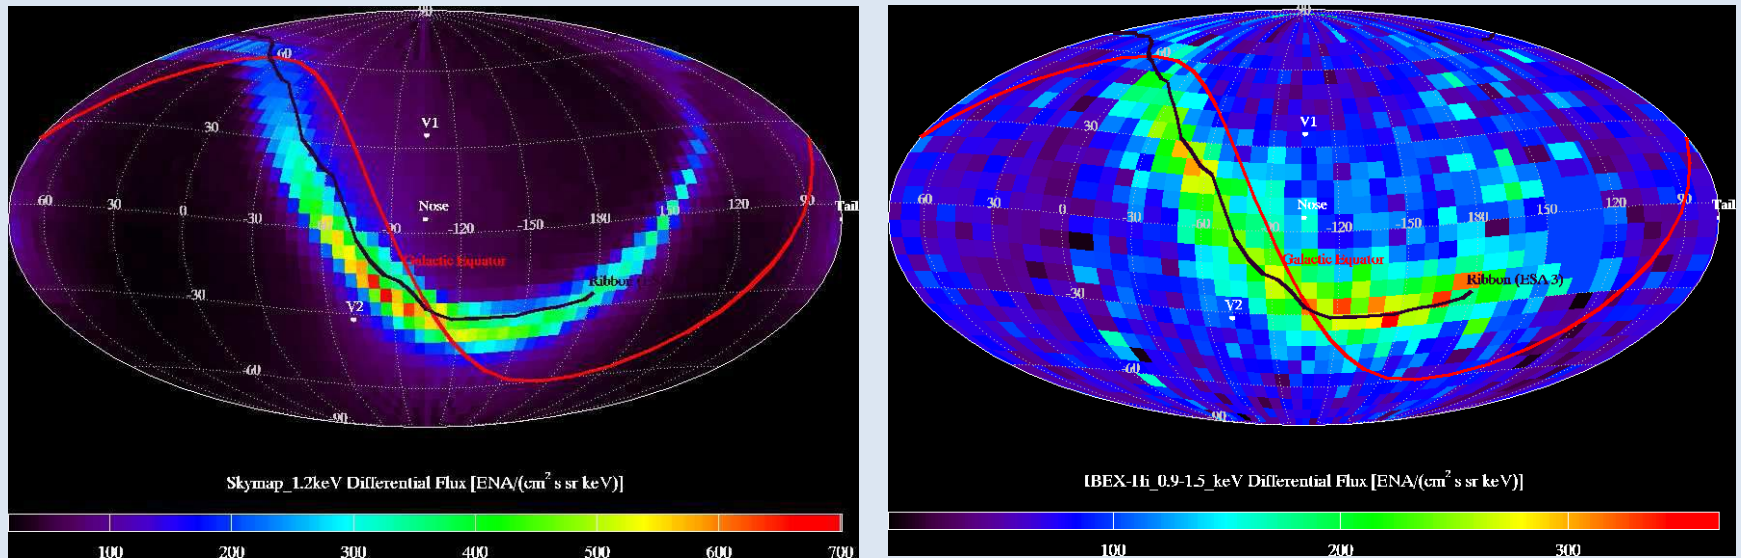 90
60
30
V1
60
30
0
-30
-60
Nose
-90
-120
-150
180
150
120
90
Tail
Galactic Equator
Ribbon
-30
V2
-60
-90
Skymap_1.2keV Differential Flux [ENA/(cm² s sr keV)]
100 200 300 400 500 600 700
90
60
30
V1
60
30
0
-30
-60
Nose
-120
-150
180
150
120
90
Tail
Galactic Equator
Ribbon (ESA 3)
-30
V2
-60
-90
IBEX-Hi_0.9-1.5_keV Differential Flux [ENA/(cm² s sr keV)]
100 200 300